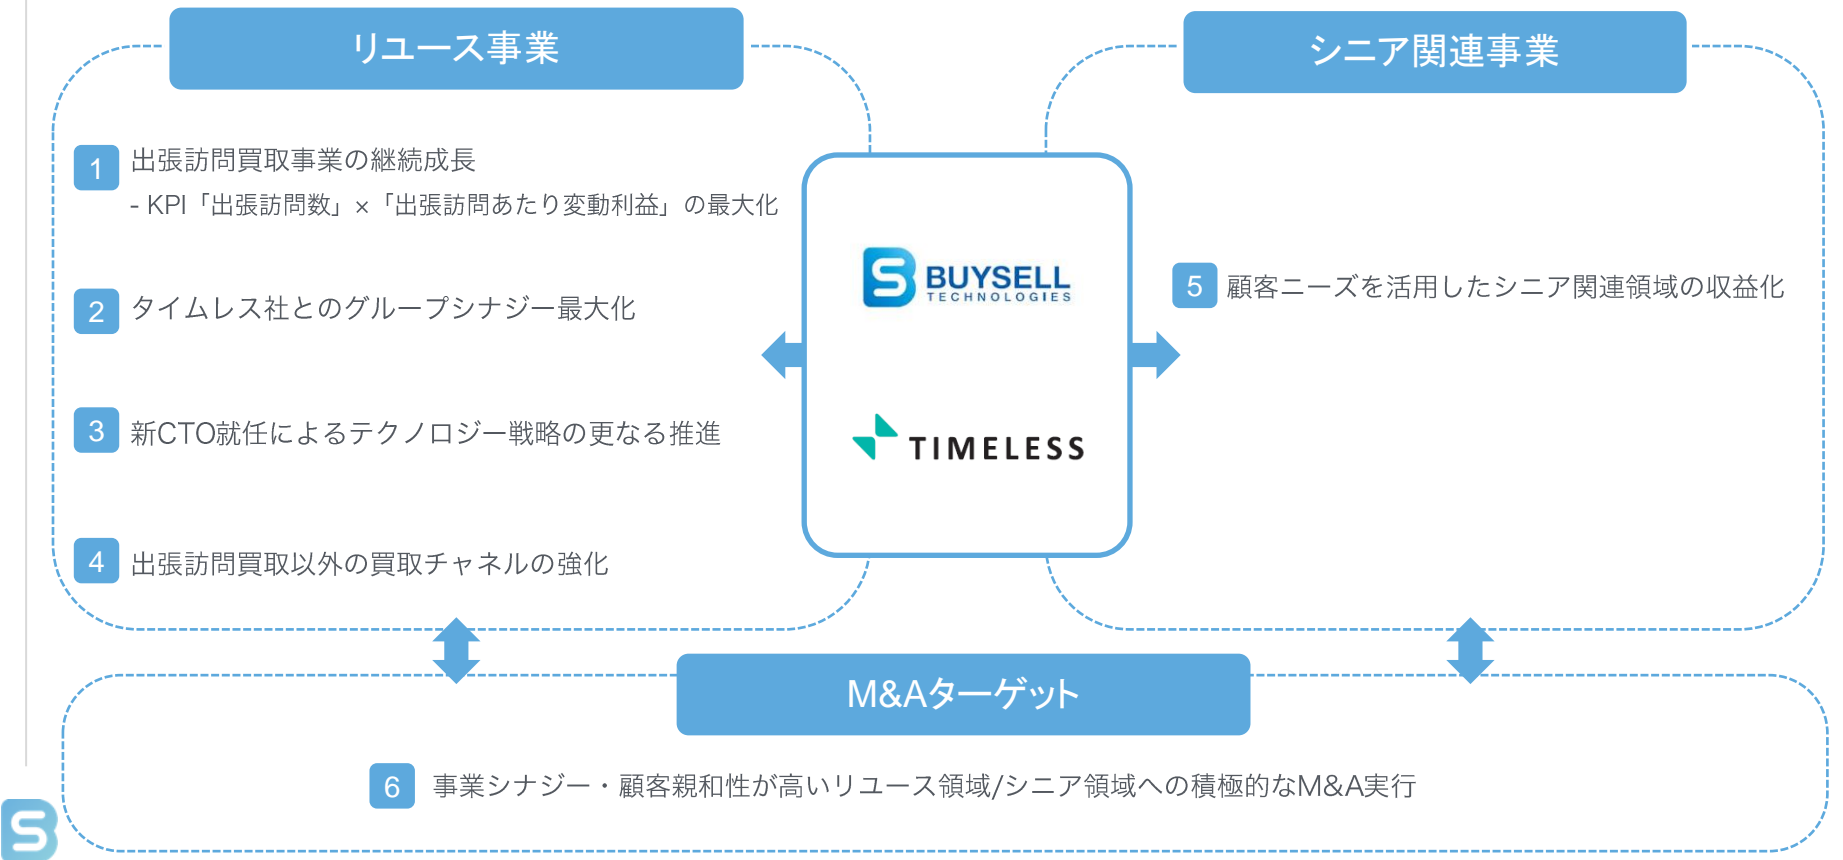 リユース事業
1 出張訪問買取事業の継続成長
- KPI「出張訪問数」×「出張訪問あたり変動利益」の最大化
2 タイムレス社とのグループシナジー最大化
3 新CTO就任によるテクノロジー戦略の更なる推進
4 出張訪問買取以外の買取チャネルの強化
BUYSELL
TECHNOLOGIES
TIMELESS
シニア関連事業
5 顧客ニーズを活用したシニア関連領域の収益化
M&Aターゲット
6 事業シナジー・顧客親和性が高いリユース領域/シニア領域への積極的なM&A実行